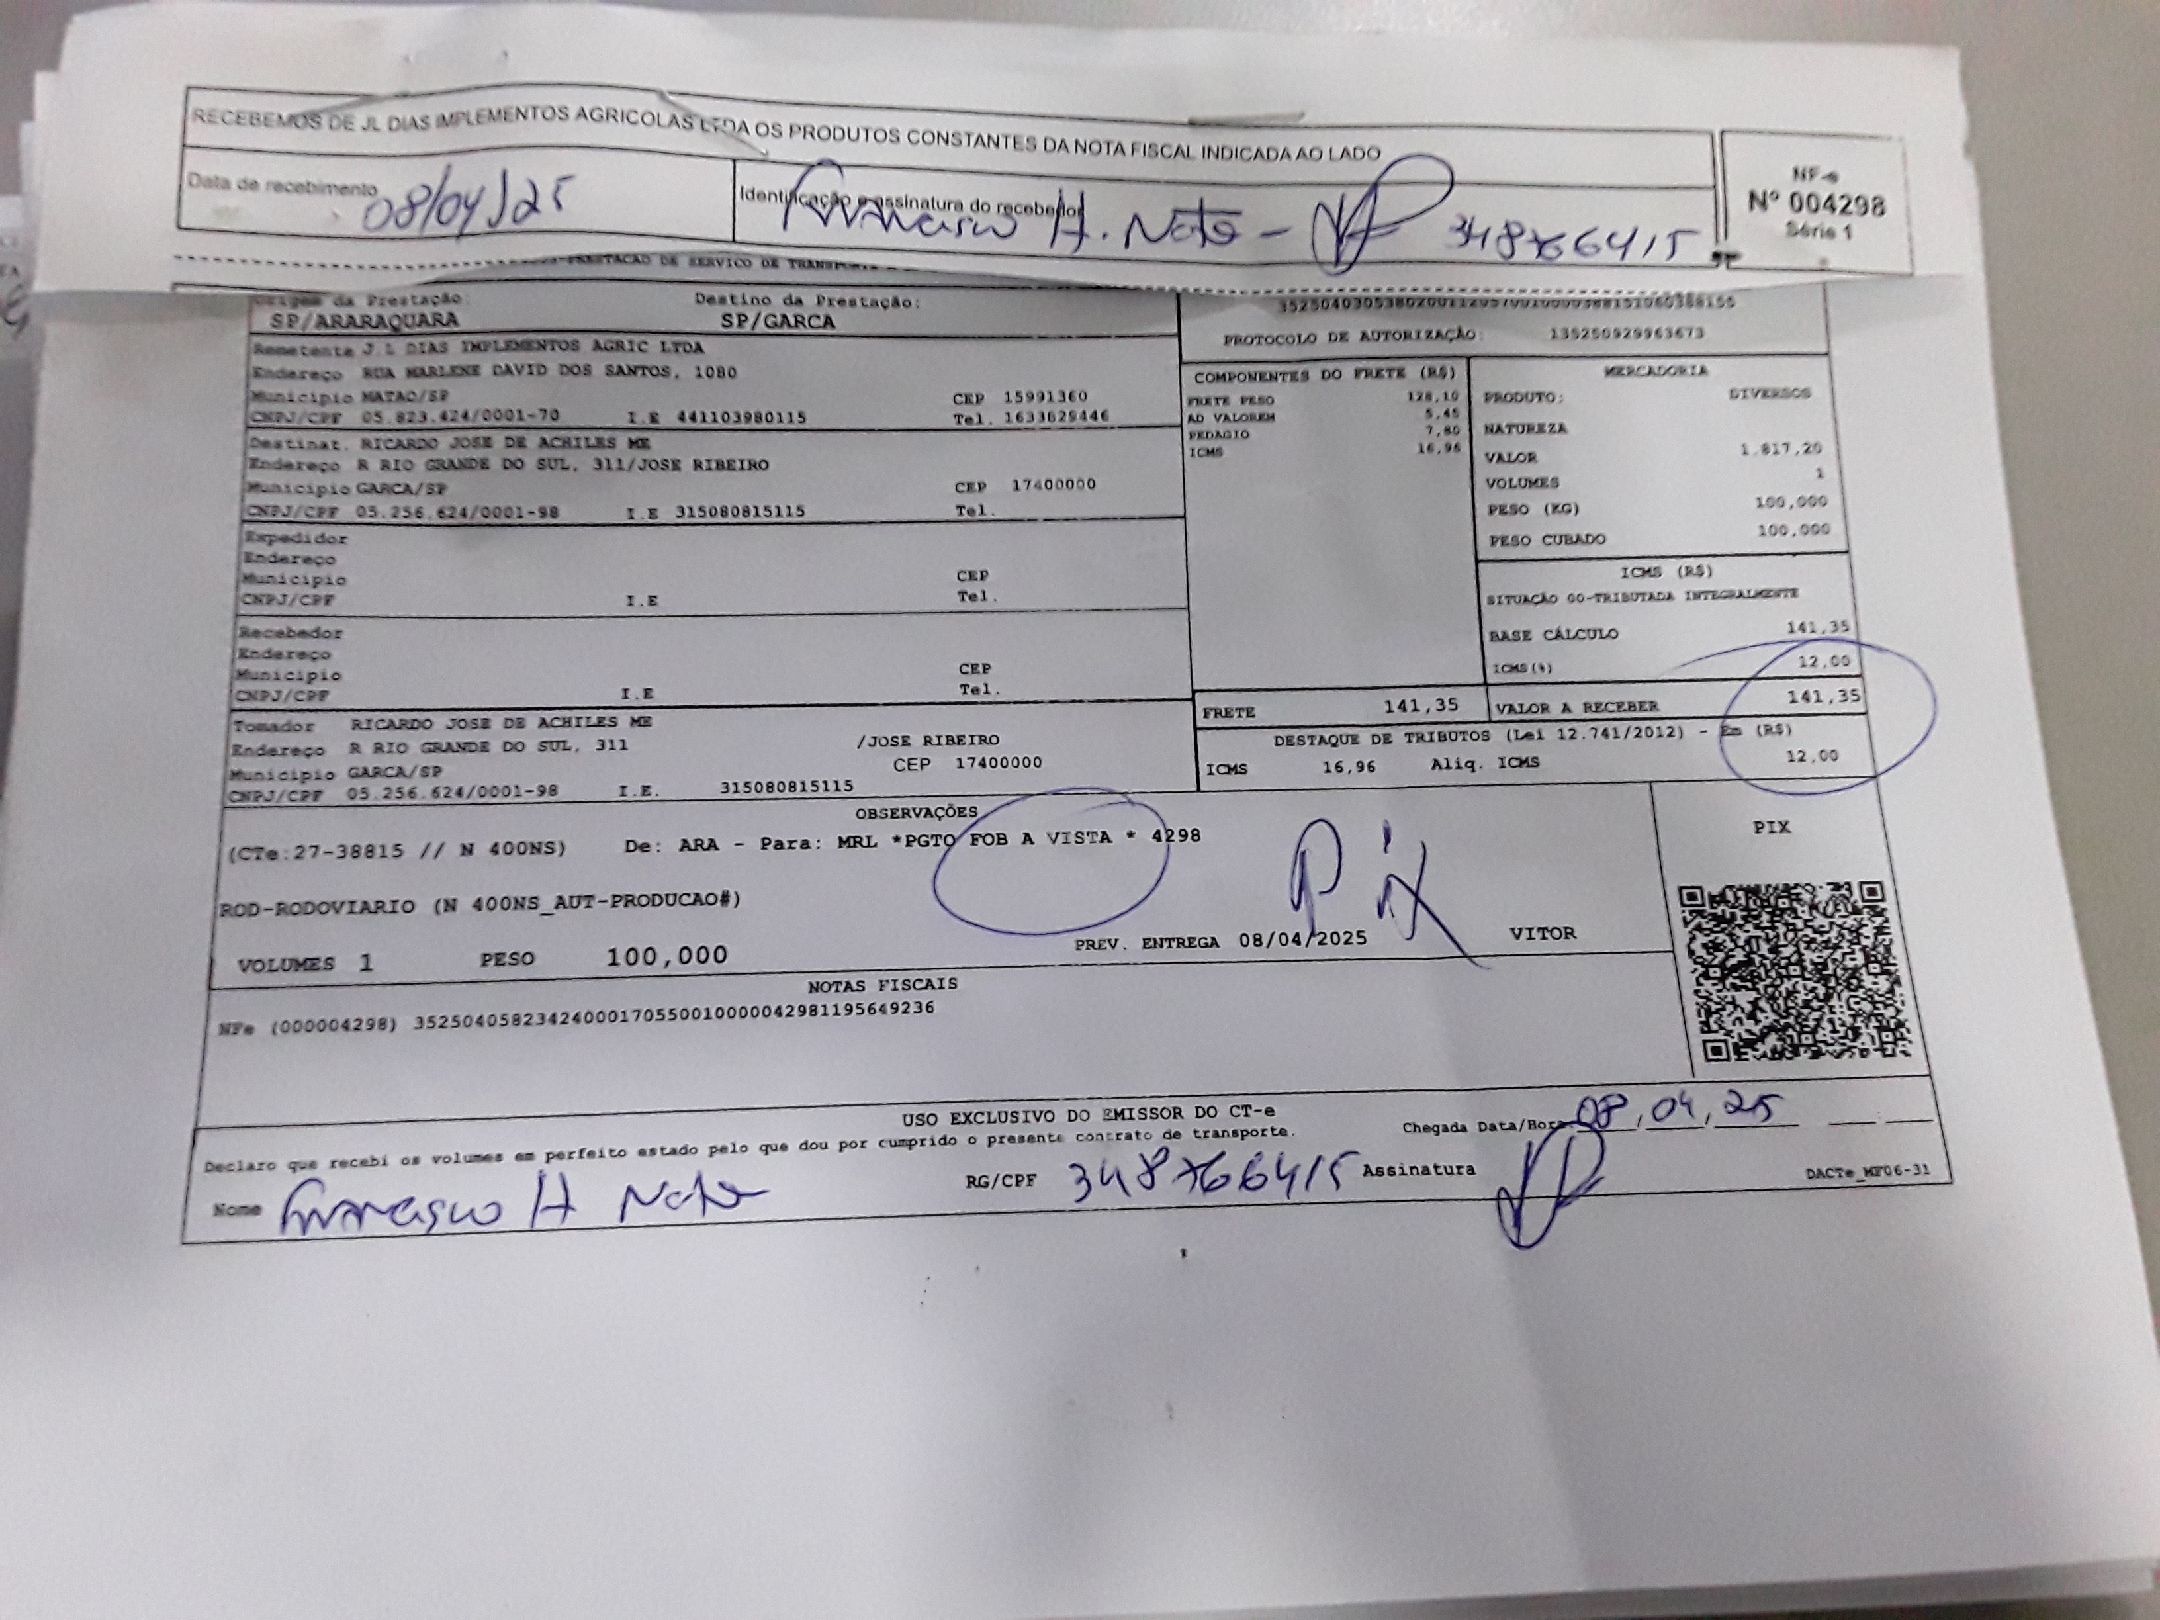 RECEBEMOS DE JL DIAS IMPLEMENTOS AGRICOLAS LTDA OS PRODUTOS CONSTANTES DA NOTA FISCAL INDICADA AO LADO
NF-e
Nº 004298
Série 1
Data de recebimento 08/04/25
Identificação e assinatura do recebedor Francisco H. Neto - 348766415
PRESTACAO DE SERVICO DE
Origem da Prestação: Destino da Prestação:
SP/ARARAQUARA SP/GARCA
PROTOCOLO DE AUTORIZAÇÃO: 135250929963673
Remetente J.L DIAS IMPLEMENTOS AGRIC LTDA
Endereço RUA MARLENE DAVID DOS SANTOS, 1080
Municipio MATAO/SP CEP 15991360
CNPJ/CPF 05.823.424/0001-70 I.E 441103980115 Tel. 1633829446
Destinat. RICARDO JOSE DE ACHILES ME
Endereço R RIO GRANDE DO SUL, 311/JOSE RIBEIRO
Municipio GARCA/SP CEP 17400000
CNPJ/CPF 05.256.624/0001-98 I.E 315080815115 Tel.
Expedidor
Endereço
Municipio CEP
CNPJ/CPF I.E Tel.
Recebedor
Endereço
Municipio CEP
CNPJ/CPF I.E Tel.
Tomador RICARDO JOSE DE ACHILES ME
Endereço R RIO GRANDE DO SUL, 311 /JOSE RIBEIRO
Municipio GARCA/SP CEP 17400000
CNPJ/CPF 05.256.624/0001-98 I.E. 315080815115
COMPONENTES DO FRETE (R$)
FRETE PESO 128,10
AD VALOREM 5,45
PEDAGIO 7,80
ICMS 16,96
MERCADORIA
PRODUTO: DIVERSOS
NATUREZA
VALOR 1.817,20
VOLUMES 1
PESO (KG) 100,000
PESO CUBADO 100,000
ICMS (R$)
SITUAÇÃO 00-TRIBUTADA INTEGRALMENTE
BASE CÁLCULO 141,35
ICMS(%) 12,00
FRETE 141,35 VALOR A RECEBER 141,35
DESTAQUE DE TRIBUTOS (Lei 12.741/2012) - Em (R$)
ICMS 16,96 Aliq. ICMS 12,00
OBSERVAÇÕES
(CTe:27-38815 // N 400NS) De: ARA - Para: MRL *PGTO FOB A VISTA * 4298
Pix
ROD-RODOVIARIO (N 400NS_AUT-PRODUCAO#)
PREV. ENTREGA 08/04/2025 VITOR
VOLUMES 1 PESO 100,000
PIX
NOTAS FISCAIS
NFe (000004298) 35250405823424000170550010000042981195649236
USO EXCLUSIVO DO EMISSOR DO CT-e
Declaro que recebi os volumes em perfeito estado pelo que dou por cumprido o presente contrato de transporte.
Chegada Data/Hora 08,04,25
Nome Francisco H Neto RG/CPF 348766415 Assinatura
DACTe_MF06-31